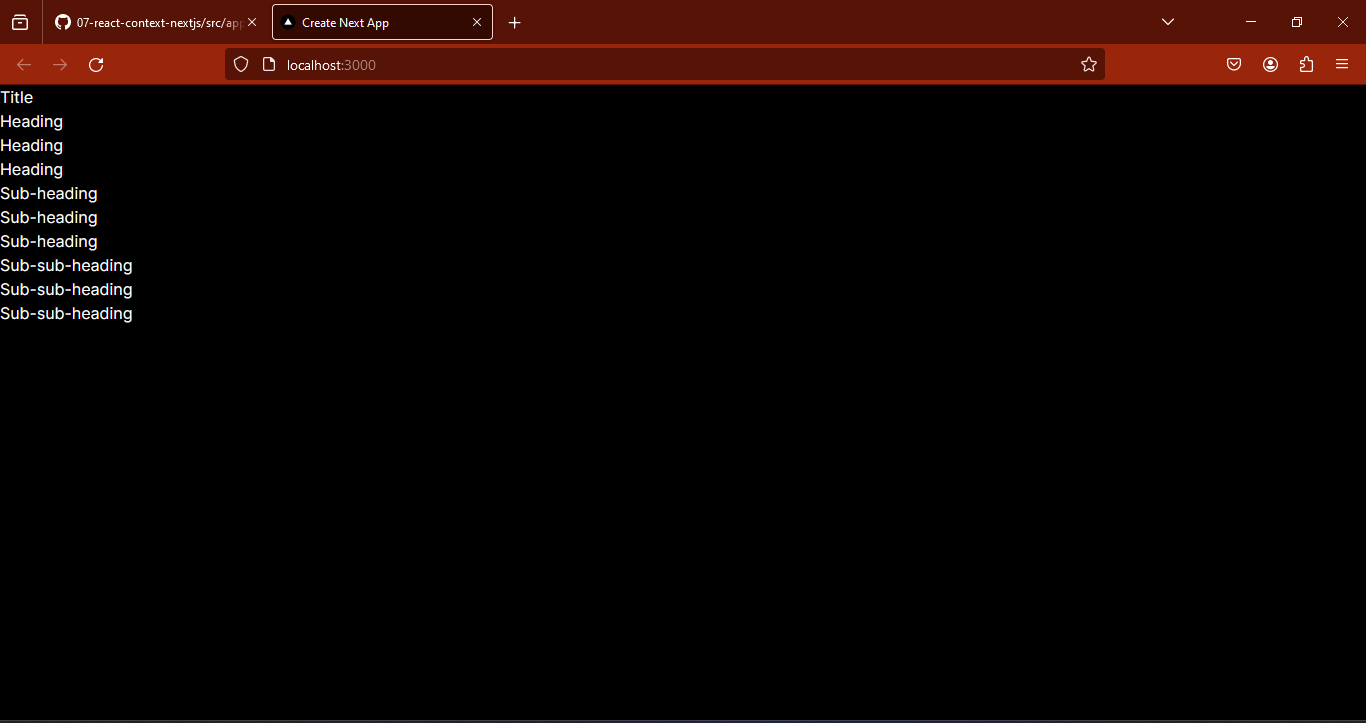 07-react-context-nextjs/src/app
Create Next App
localhost:3000
Title
Heading
Heading
Heading
Sub-heading
Sub-heading
Sub-heading
Sub-sub-heading
Sub-sub-heading
Sub-sub-heading